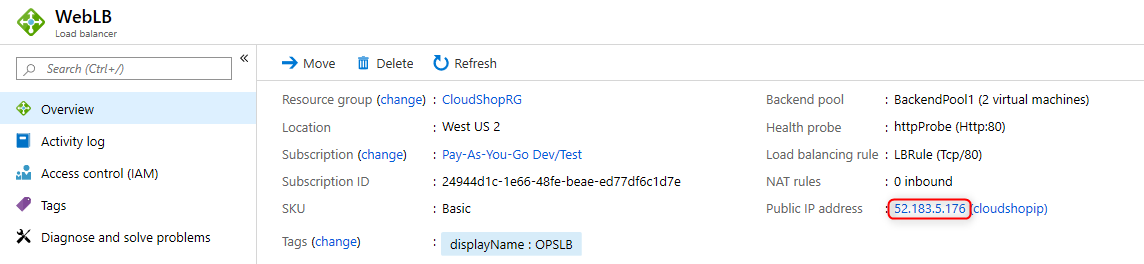 WebLB
Load balancer
Search (Ctrl+/)
«
Overview
Activity log
Access control (IAM)
Tags
Diagnose and solve problems
Move Delete Refresh
Resource group (change) : CloudShopRG
Location : West US 2
Subscription (change) : Pay-As-You-Go Dev/Test
Subscription ID : 24944d1c-1e66-48fe-beae-ed77df6c1d7e
SKU : Basic
Tags (change) : displayName : OPSLB
Backend pool : BackendPool1 (2 virtual machines)
Health probe : httpProbe (Http:80)
Load balancing rule : LBRule (Tcp/80)
NAT rules : 0 inbound
Public IP address : 52.183.5.176 (cloudshopip)